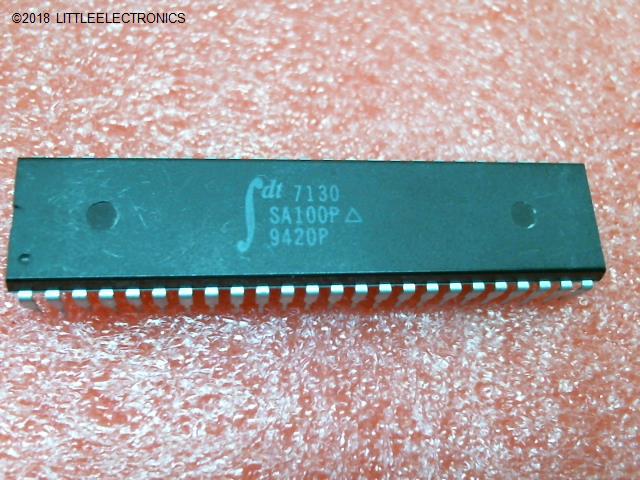 ©2018 LITTLEELECTRONICS
∫dt 7130
SA100P △
9420P